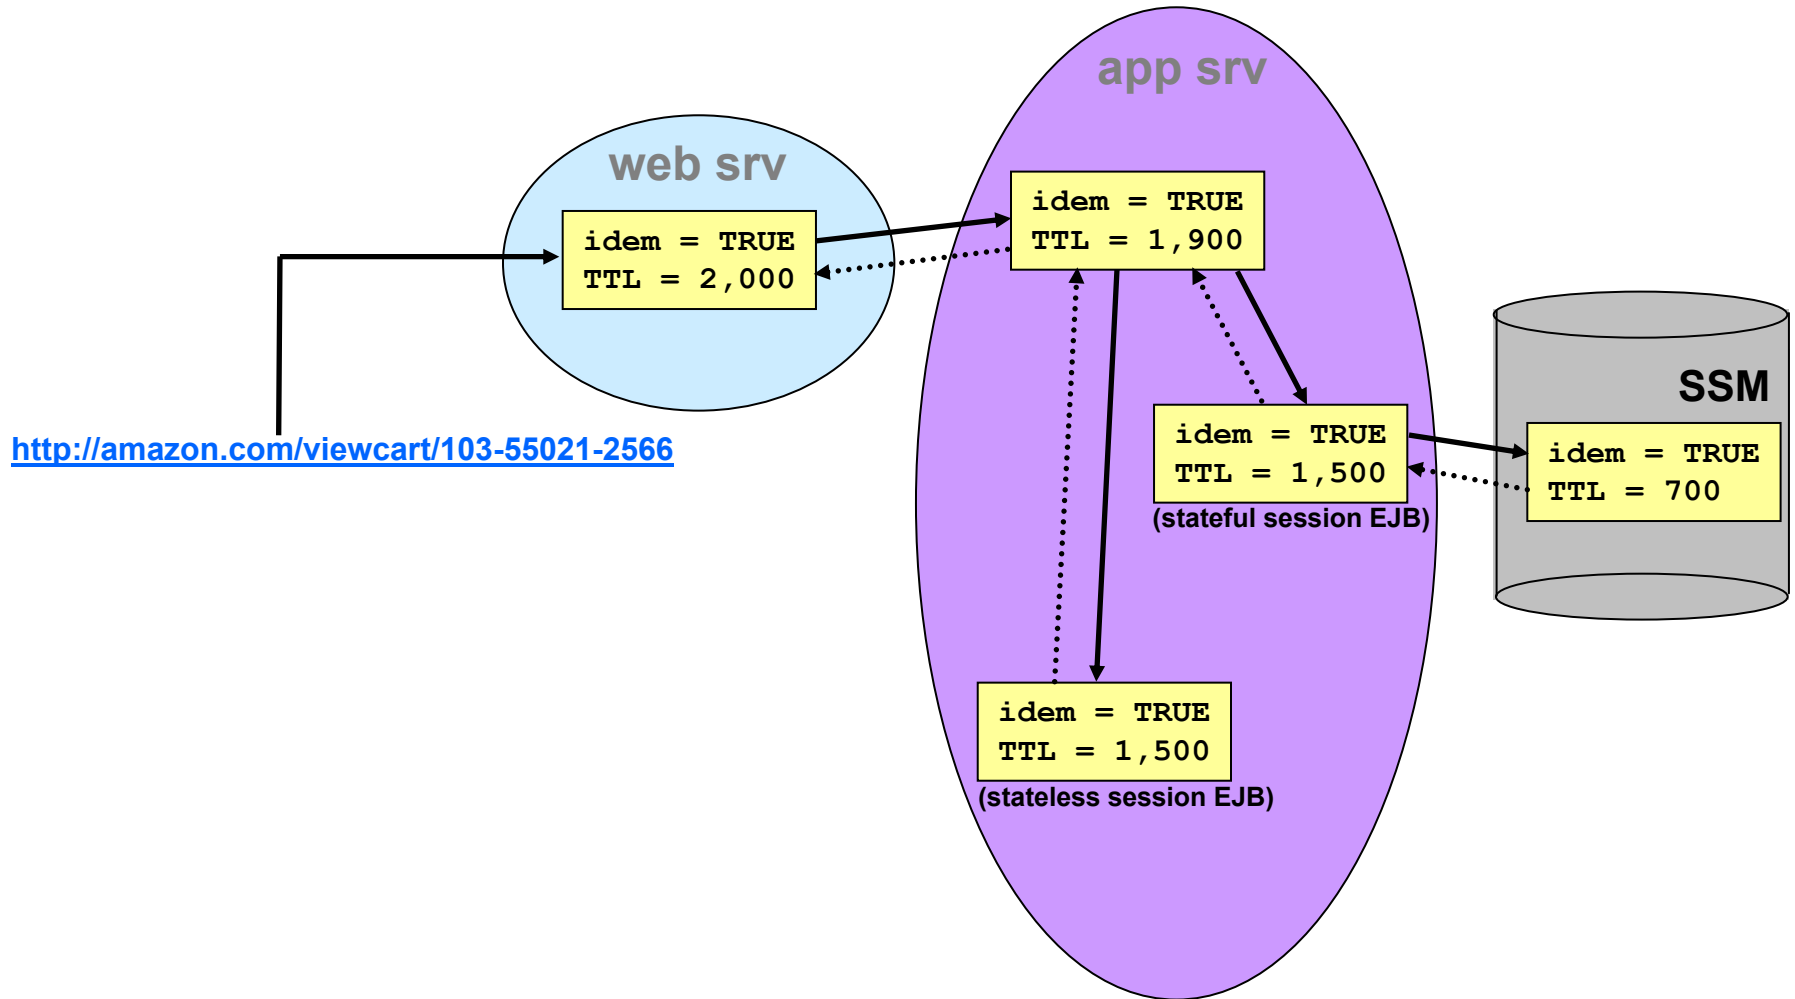 app srv
web srv
idem = TRUE
TTL = 1,900
idem = TRUE
TTL = 2,000
SSM
http://amazon.com/viewcart/103-55021-2566
idem = TRUE
TTL = 1,500
(stateful session EJB)
idem = TRUE
TTL = 700
idem = TRUE
TTL = 1,500
(stateless session EJB)